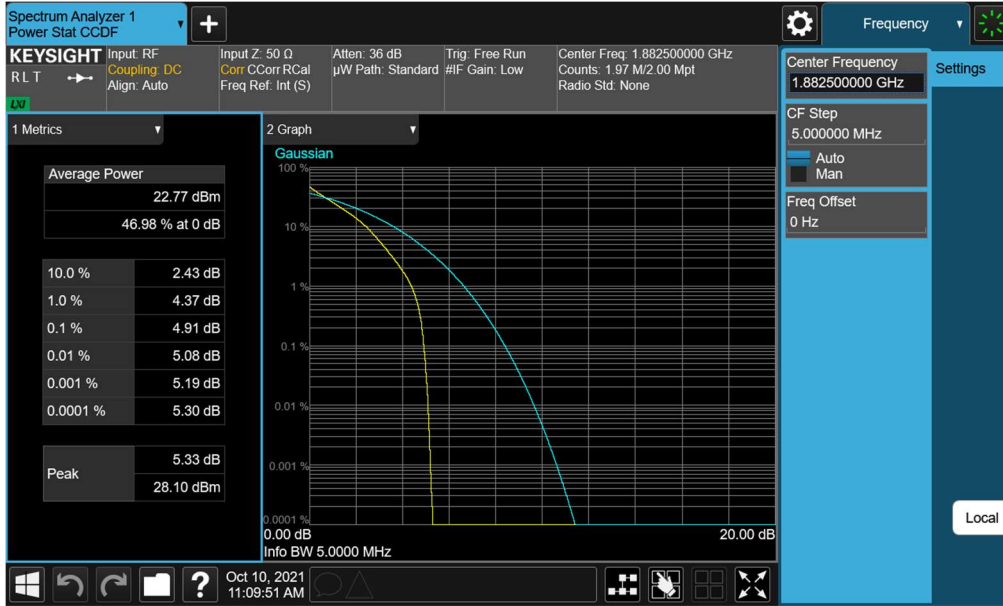 Spectrum Analyzer 1
Power Stat CCDF
Frequency
KEYSIGHT
RLT
LXI
Input: RF
Coupling: DC
Align: Auto
Input Z: 50 Ω
Corr CCorr RCal
Freq Ref: Int (S)
Atten: 36 dB
µW Path: Standard
Trig: Free Run
#IF Gain: Low
Center Freq: 1.882500000 GHz
Counts: 1.97 M/2.00 Mpt
Radio Std: None
Center Frequency
1.882500000 GHz
Settings
CF Step
5.000000 MHz
Auto
Man
Freq Offset
0 Hz
Local
1 Metrics
Average Power
22.77 dBm
46.98 % at 0 dB
10.0 % 2.43 dB
1.0 % 4.37 dB
0.1 % 4.91 dB
0.01 % 5.08 dB
0.001 % 5.19 dB
0.0001 % 5.30 dB
Peak
5.33 dB
28.10 dBm
2 Graph
Gaussian
100 %
10 %
1 %
0.1 %
0.01 %
0.001 %
0.0001 %
0.00 dB 20.00 dB
Info BW 5.0000 MHz
?
Oct 10, 2021
11:09:51 AM